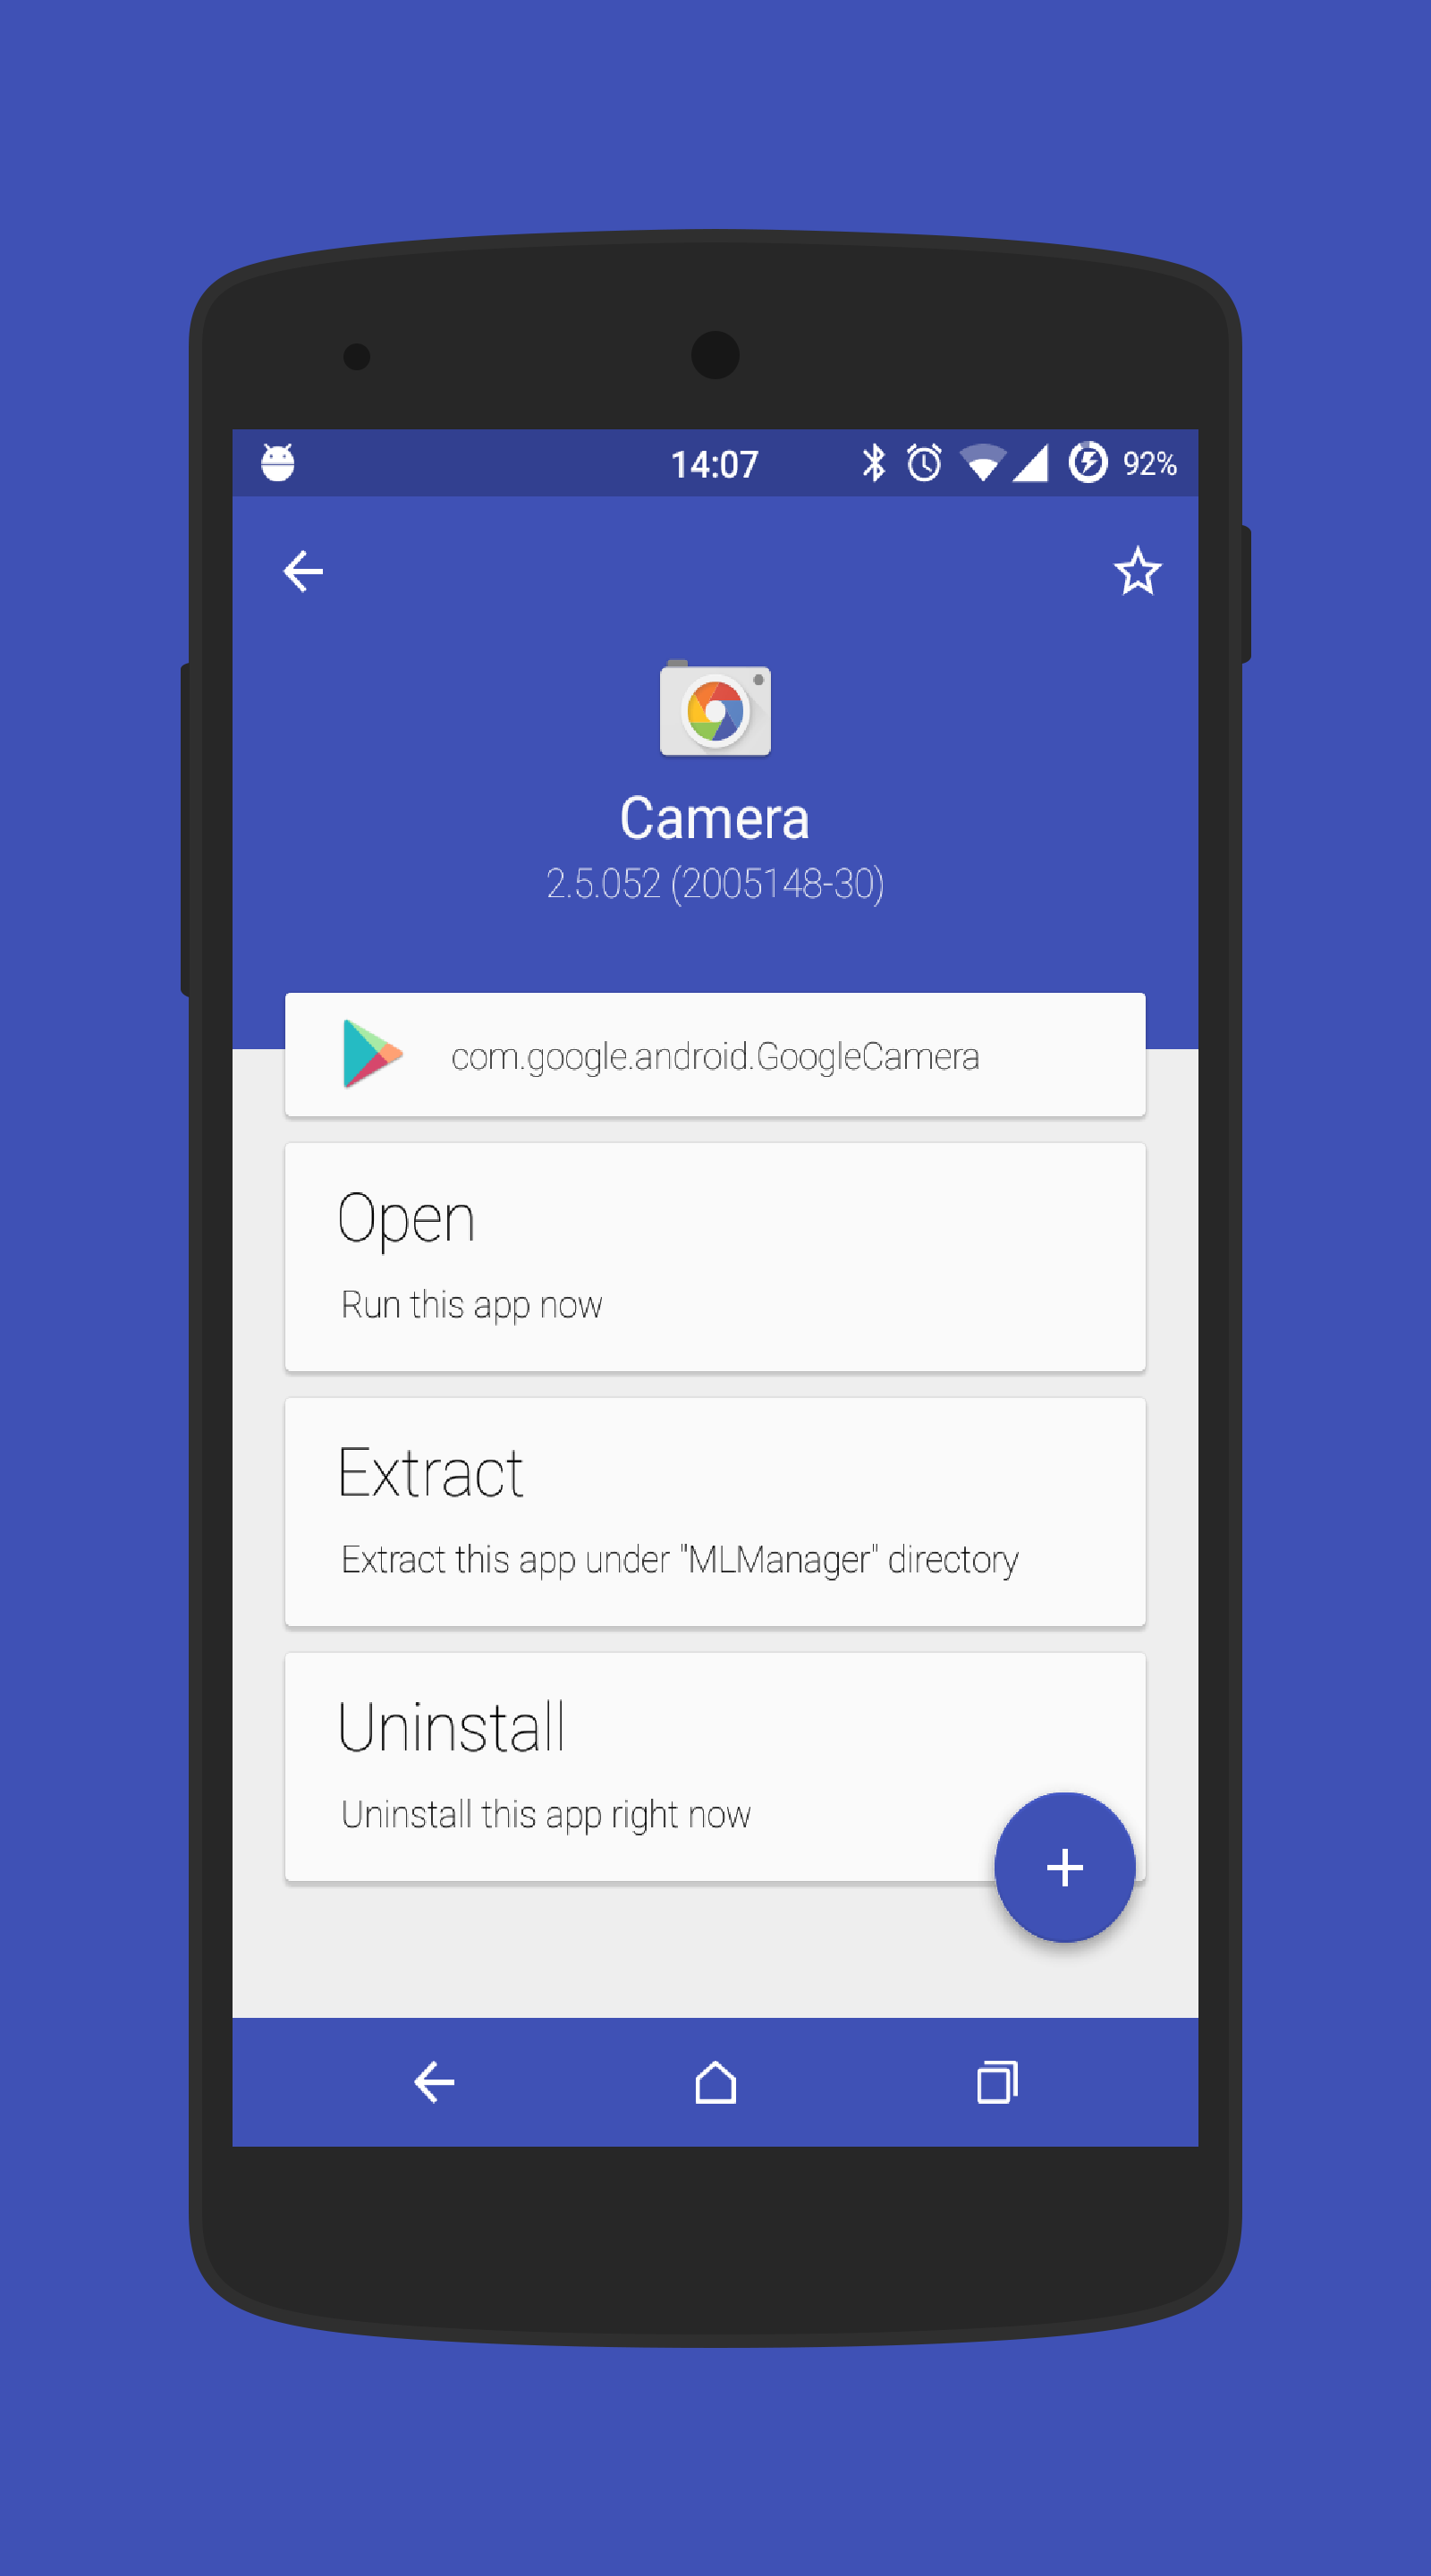 14:07 92%
Camera
2.5.052 (2005148-30)
com.google.android.GoogleCamera
Open
Run this app now
Extract
Extract this app under "MLManager" directory
Uninstall
Uninstall this app right now